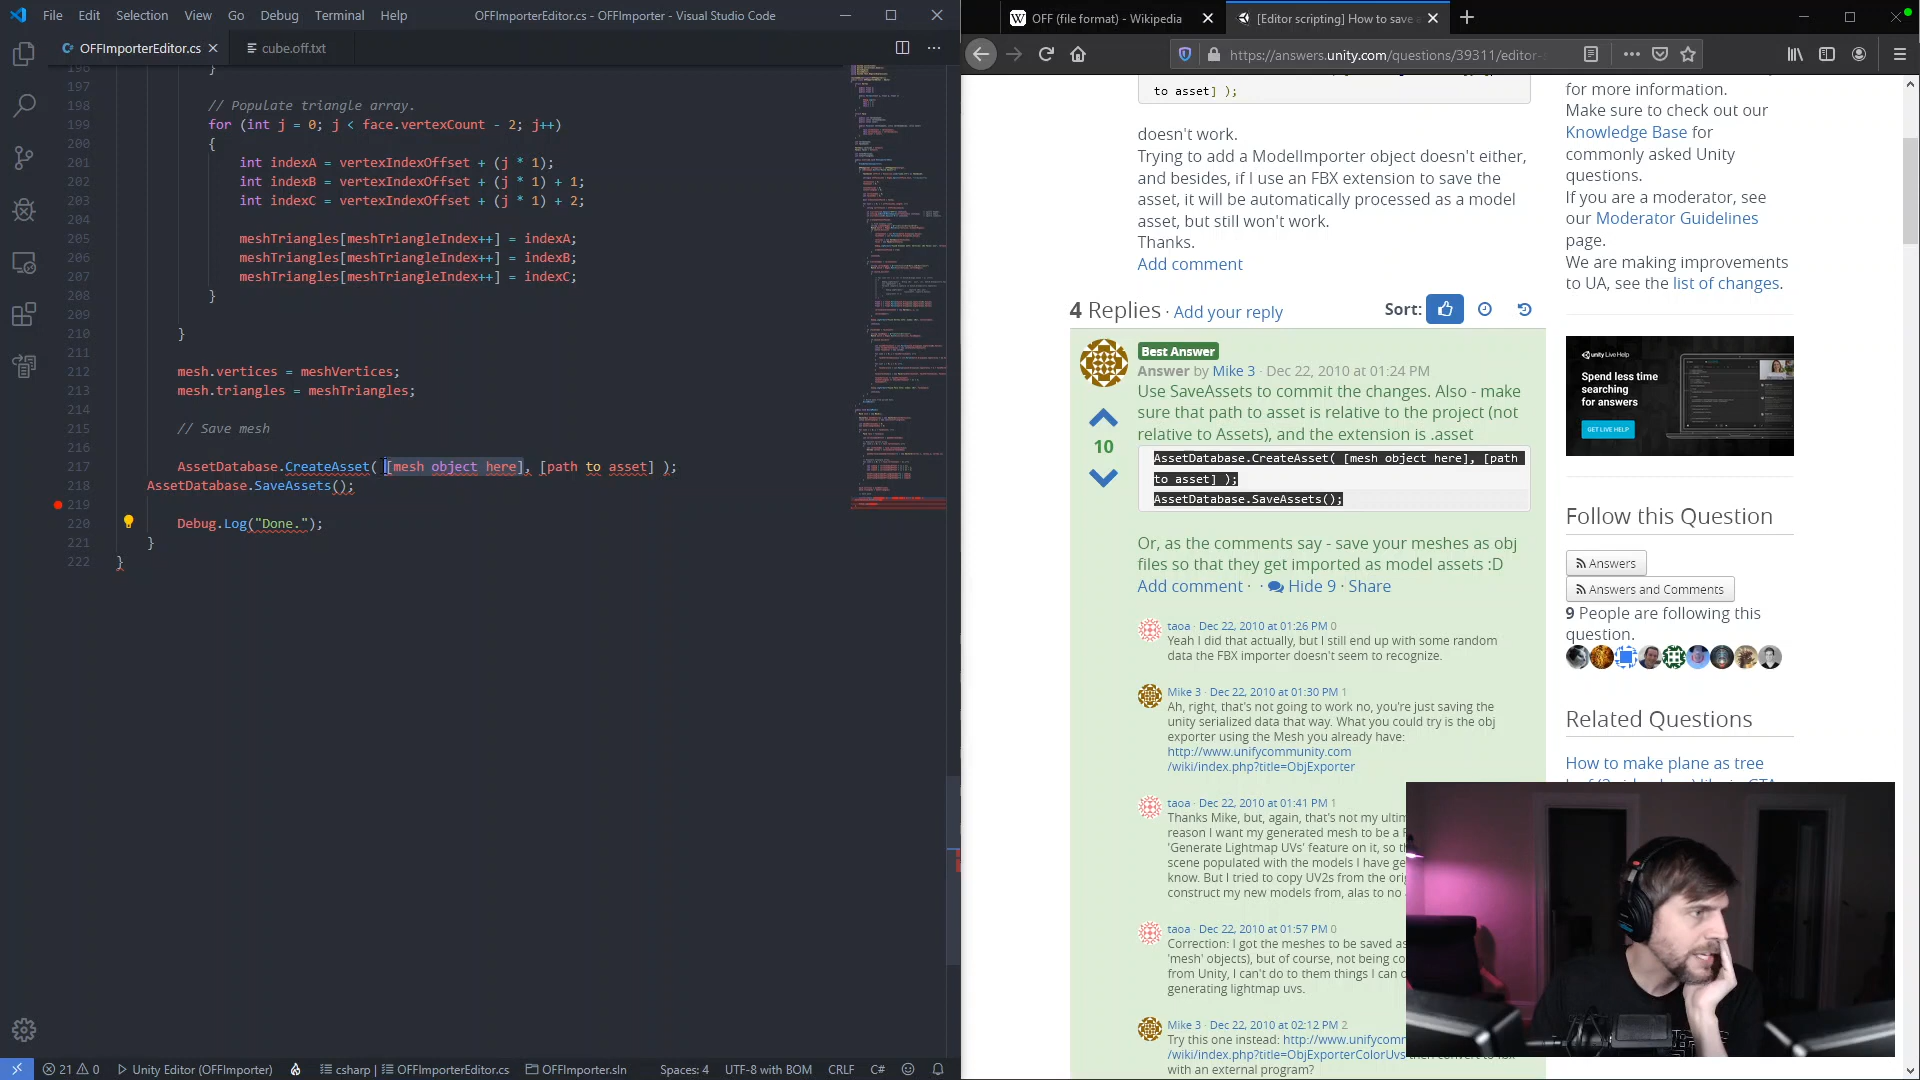 File Edit Selection View Go Debug Terminal Help OFFImporterEditor.cs - OFFImporter - Visual Studio Code
OFFImporterEditor.cs cube.off.txt
196 }
197
198 // Populate triangle array.
199 for (int j = 0; j < face.vertexCount - 2; j++)
200 {
201 int indexA = vertexIndexOffset + (j * 1);
202 int indexB = vertexIndexOffset + (j * 1) + 1;
203 int indexC = vertexIndexOffset + (j * 1) + 2;
204
205 meshTriangles[meshTriangleIndex++] = indexA;
206 meshTriangles[meshTriangleIndex++] = indexB;
207 meshTriangles[meshTriangleIndex++] = indexC;
208 }
209
210 }
211
212 mesh.vertices = meshVertices;
213 mesh.triangles = meshTriangles;
214
215 // Save mesh
216
217 AssetDatabase.CreateAsset( [mesh object here], [path to asset] );
218 AssetDatabase.SaveAssets();
219
220 Debug.Log("Done.");
221 }
222 }
21 0 Unity Editor (OFFImporter) csharp | OFFImporterEditor.cs OFFImporter.sln Spaces: 4 UTF-8 with BOM CRLF C#
OFF (file format) - Wikipedia [Editor scripting] How to save
https://answers.unity.com/questions/39311/editor-
to asset] );
doesn't work.
Trying to add a ModelImporter object doesn't either,
and besides, if I use an FBX extension to save the
asset, it will be automatically processed as a model
asset, but still won't work.
Thanks.
Add comment
4 Replies · Add your reply Sort:
Best Answer
Answer by Mike 3 · Dec 22, 2010 at 01:24 PM
Use SaveAssets to commit the changes. Also - make
sure that path to asset is relative to the project (not
relative to Assets), and the extension is .asset
10
AssetDatabase.CreateAsset( [mesh object here], [path
to asset] );
AssetDatabase.SaveAssets();
Or, as the comments say - save your meshes as obj
files so that they get imported as model assets :D
Add comment · · Hide 9 · Share
taoa · Dec 22, 2010 at 01:26 PM 0
Yeah I did that actually, but I still end up with some random
data the FBX importer doesn't seem to recognize.
Mike 3 · Dec 22, 2010 at 01:30 PM 1
Ah, right, that's not going to work no, you're just saving the
unity serialized data that way. What you could try is the obj
exporter using the Mesh you already have:
http://www.unifycommunity.com
/wiki/index.php?title=ObjExporter
taoa · Dec 22, 2010 at 01:41 PM 1
Thanks Mike, but, again, that's not my ultim
reason I want my generated mesh to be a
'Generate Lightmap UVs' feature on it, so th
scene populated with the models I have ge
know. But I tried to copy UV2s from the orig
construct my new models from, alas to no
taoa · Dec 22, 2010 at 01:57 PM 0
Correction: I got the meshes to be saved as
'mesh' objects), but of course, not being co
from Unity, I can't do to them things I can
generating lightmap uvs.
Mike 3 · Dec 22, 2010 at 02:12 PM 2
Try this one instead: http://www.unifycomm
/wiki/index.php?title=ObjExporterColorUvs then convert to fbx
with an external program?
for more information.
Make sure to check out our
Knowledge Base for
commonly asked Unity
questions.
If you are a moderator, see
our Moderator Guidelines
page.
We are making improvements
to UA, see the list of changes.
unity Live Help
Spend less time
searching
for answers
GET LIVE HELP
Follow this Question
Answers
Answers and Comments
9 People are following this
question.
Related Questions
How to make plane as tree